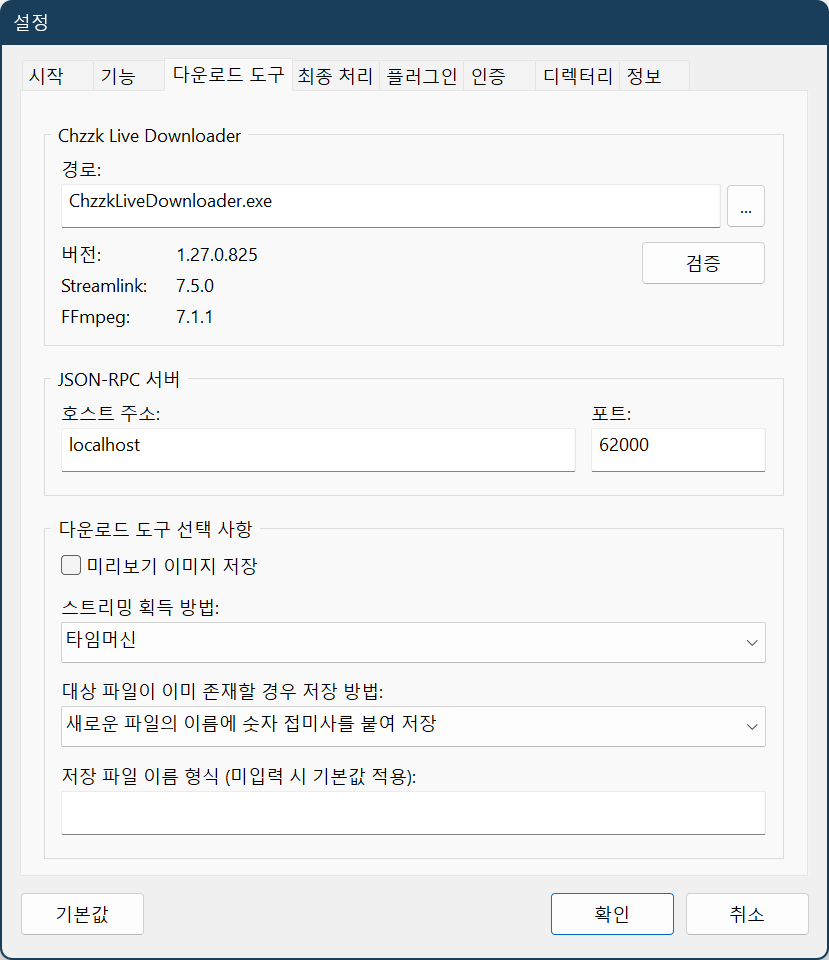 설정
시작 기능 다운로드 도구 최종 처리 플러그인 인증 디렉터리 정보
Chzzk Live Downloader
경로:
ChzzkLiveDownloader.exe
...
버전: 1.27.0.825
검증
Streamlink: 7.5.0
FFmpeg: 7.1.1
JSON-RPC 서버
호스트 주소: 포트:
localhost 62000
다운로드 도구 선택 사항
미리보기 이미지 저장
스트리밍 획득 방법:
타임머신
대상 파일이 이미 존재할 경우 저장 방법:
새로운 파일의 이름에 숫자 접미사를 붙여 저장
저장 파일 이름 형식 (미입력 시 기본값 적용):
기본값 확인 취소